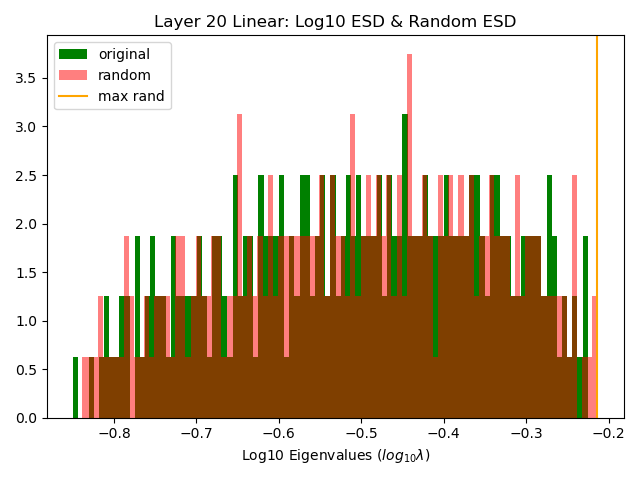 Layer 20 Linear: Log10 ESD & Random ESD
original
random
max rand
3.5
3.0
2.5
2.0
1.5
1.0
0.5
0.0
−0.8 −0.7 −0.6 −0.5 −0.4 −0.3 −0.2
Log10 Eigenvalues (log₁₀λ)